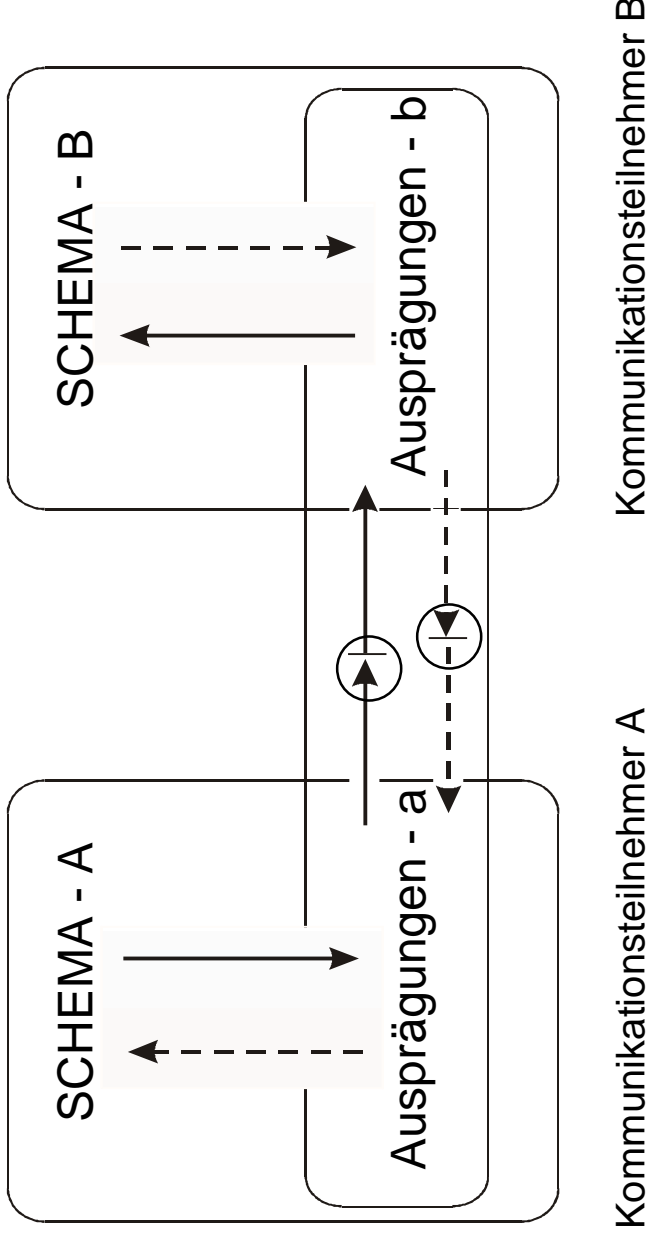 SCHEMA - A
SCHEMA - B
Ausprägungen - a
Ausprägungen - b
Kommunikationsteilnehmer A
Kommunikationsteilnehmer B